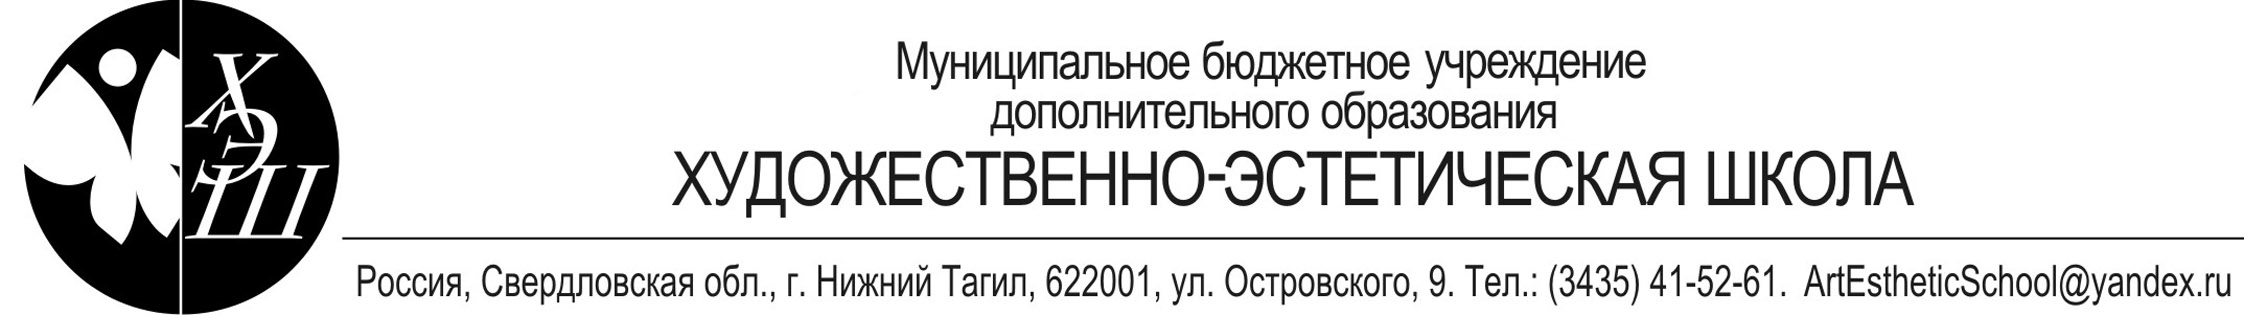 ХЭШ
Муниципальное бюджетное учреждение
дополнительного образования
ХУДОЖЕСТВЕННО-ЭСТЕТИЧЕСКАЯ ШКОЛА
Россия, Свердловская обл., г. Нижний Тагил, 622001, ул. Островского, 9. Тел.: (3435) 41-52-61. ArtEstheticSchool@yandex.ru